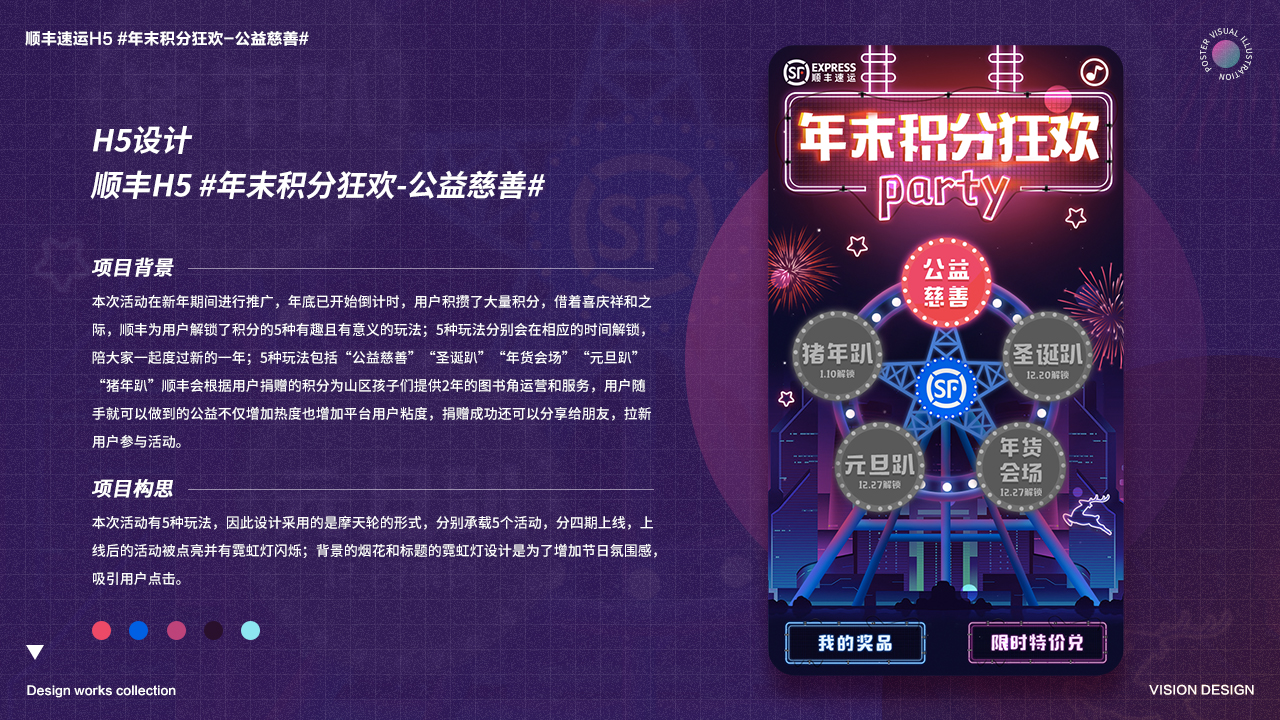 顺丰速运H5 #年末积分狂欢-公益慈善#
POSTER VISUAL ILLUSTRATION
H5设计
顺丰H5 #年末积分狂欢-公益慈善#
项目背景
本次活动在新年期间进行推广，年底已开始倒计时，用户积攒了大量积分，借着喜庆祥和之
际，顺丰为用户解锁了积分的5种有趣且有意义的玩法；5种玩法分别会在相应的时间解锁，
陪大家一起度过新的一年；5种玩法包括“公益慈善”“圣诞趴”“年货会场”“元旦趴”
“猪年趴”顺丰会根据用户捐赠的积分为山区孩子们提供2年的图书角运营和服务，用户随
手就可以做到的公益不仅增加热度也增加平台用户粘度，捐赠成功还可以分享给朋友，拉新
用户参与活动。
项目构思
本次活动有5种玩法，因此设计采用的是摩天轮的形式，分别承载5个活动，分四期上线，上
线后的活动被点亮并有霓虹灯闪烁；背景的烟花和标题的霓虹灯设计是为了增加节日氛围感，
吸引用户点击。
SF
SF EXPRESS
顺丰速运
年末积分狂欢
party
公益
慈善
猪年趴
1.10解锁
圣诞趴
12.20解锁
SF
元旦趴
12.27解锁
年货
会场
12.27解锁
我的奖品
限时特价兑
Design works collection
VISION DESIGN